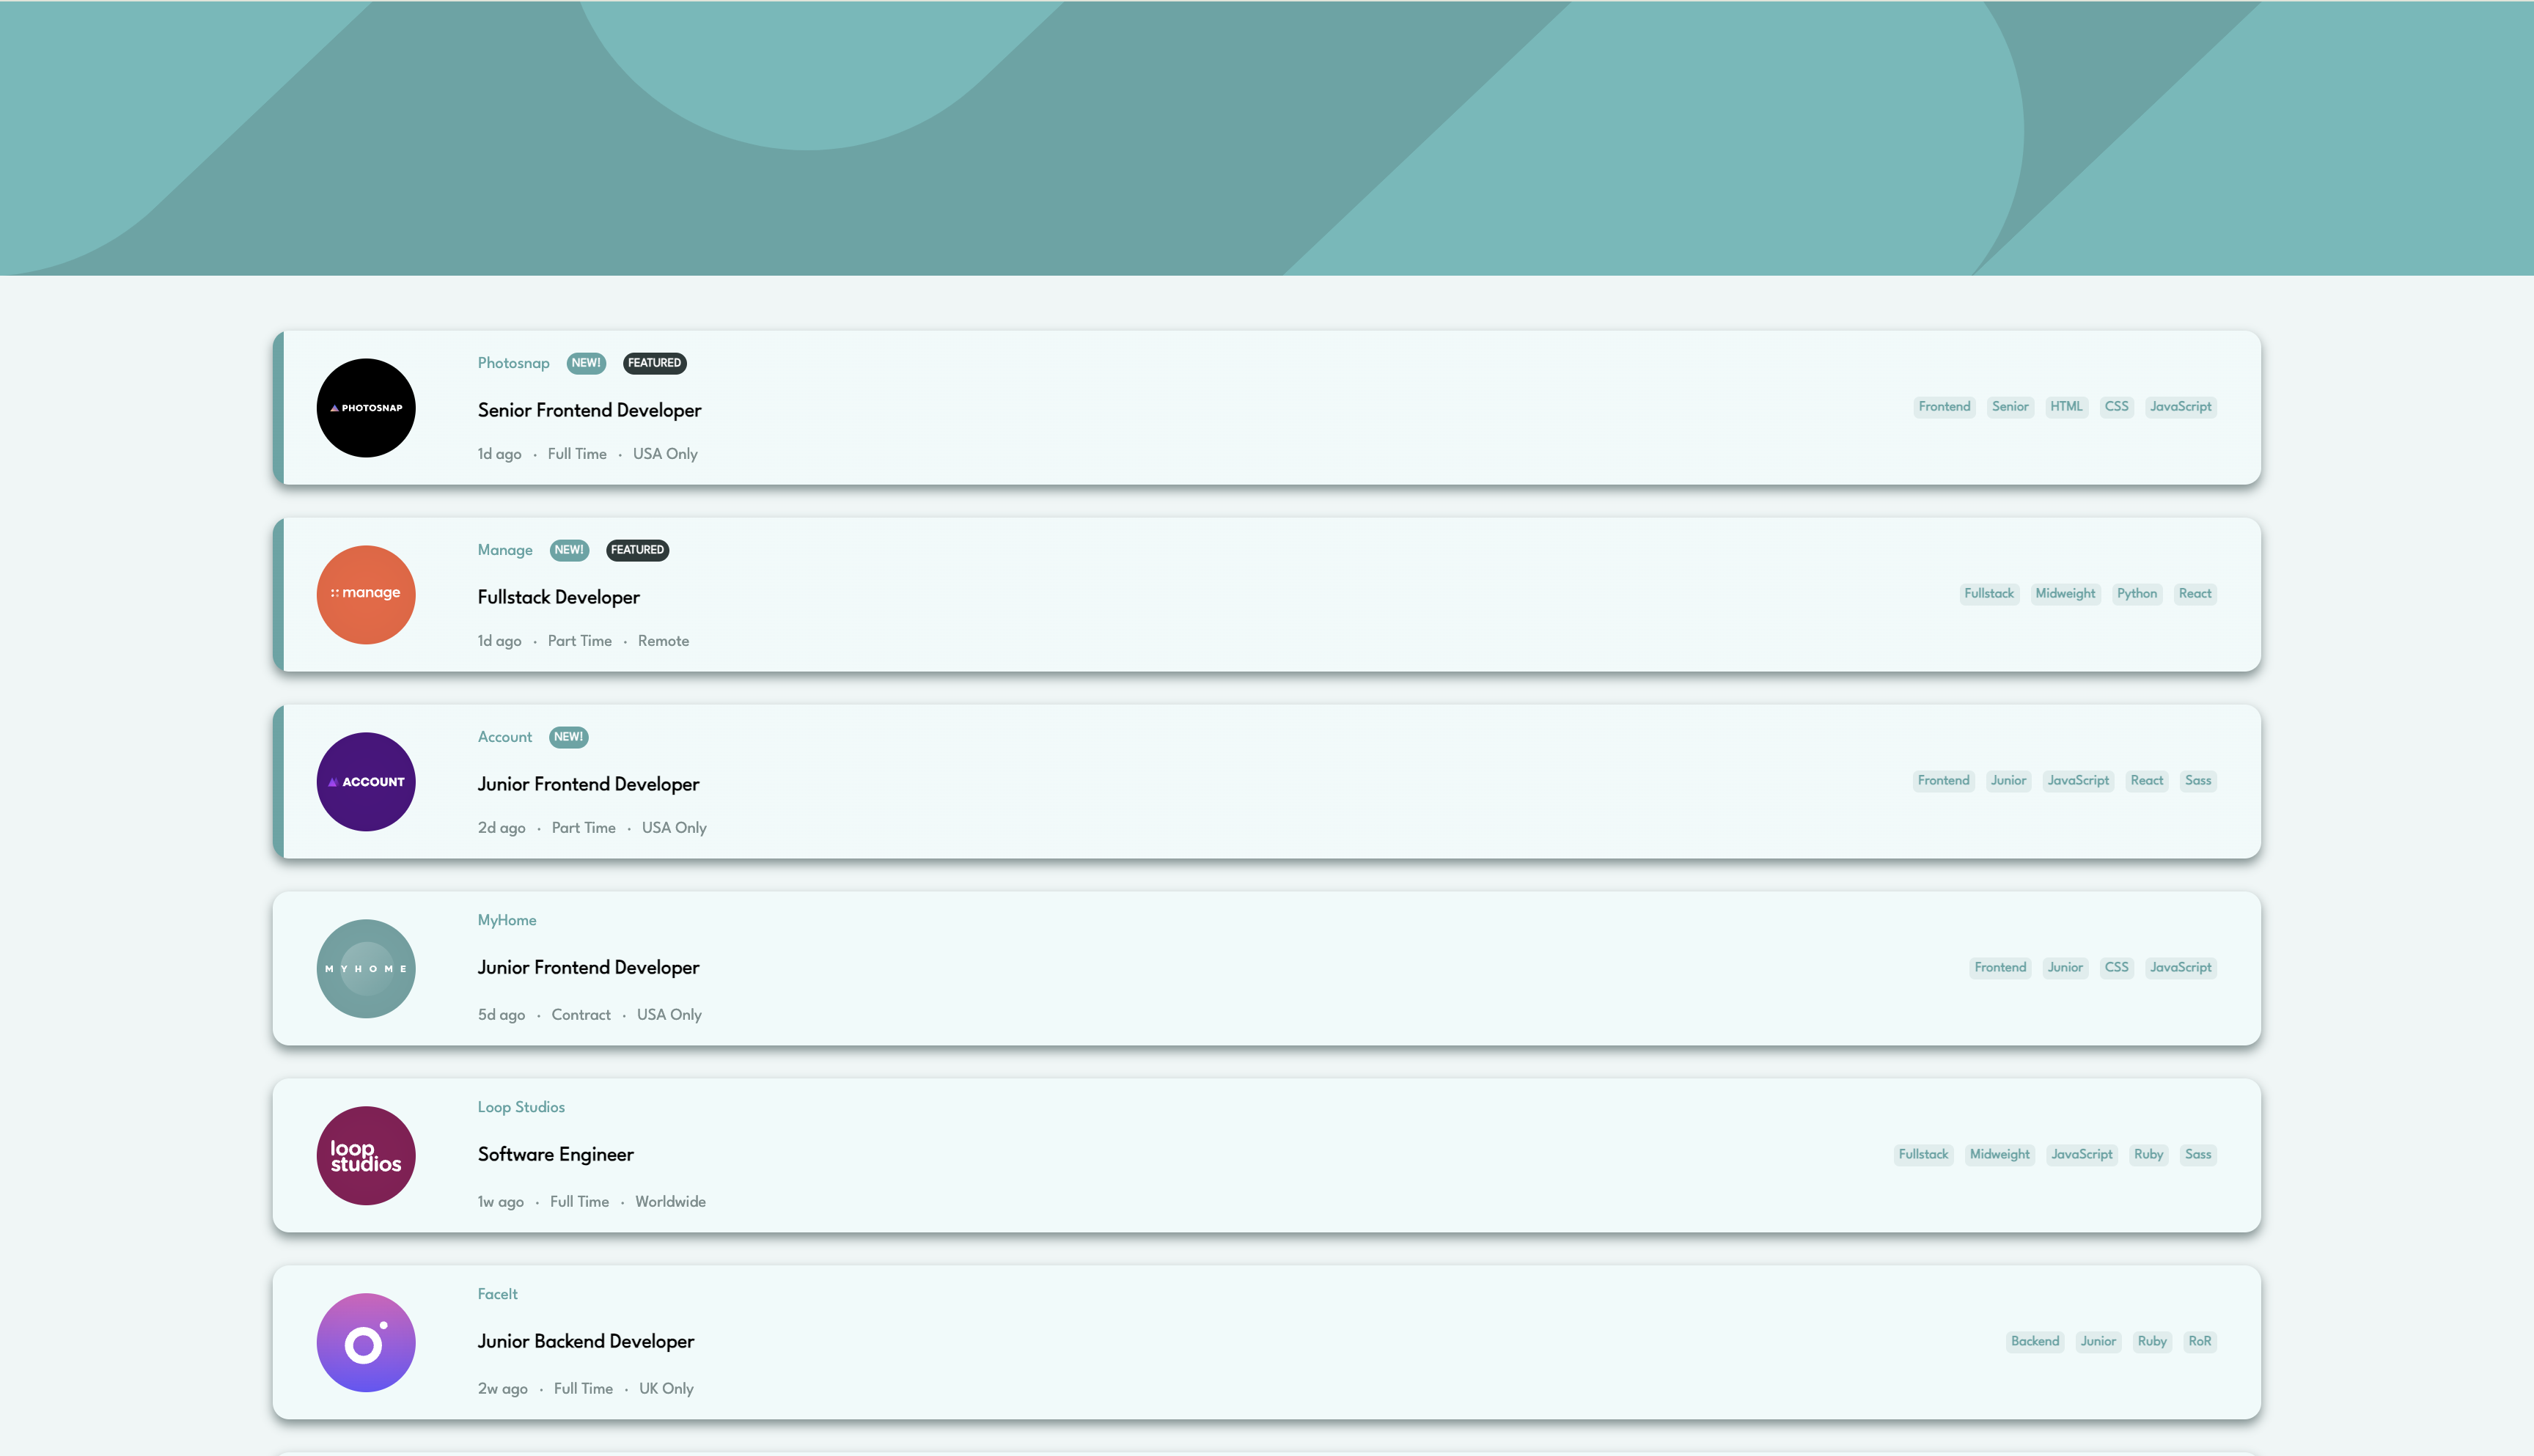 PHOTOSNAP
Photosnap NEW! FEATURED
Senior Frontend Developer
1d ago · Full Time · USA Only
Frontend Senior HTML CSS JavaScript
manage
Manage NEW! FEATURED
Fullstack Developer
1d ago · Part Time · Remote
Fullstack Midweight Python React
ACCOUNT
Account NEW!
Junior Frontend Developer
2d ago · Part Time · USA Only
Frontend Junior JavaScript React Sass
MYHOME
MyHome
Junior Frontend Developer
5d ago · Contract · USA Only
Frontend Junior CSS JavaScript
loop
studios
Loop Studios
Software Engineer
1w ago · Full Time · Worldwide
Fullstack Midweight JavaScript Ruby Sass
FaceIt
Junior Backend Developer
2w ago · Full Time · UK Only
Backend Junior Ruby RoR